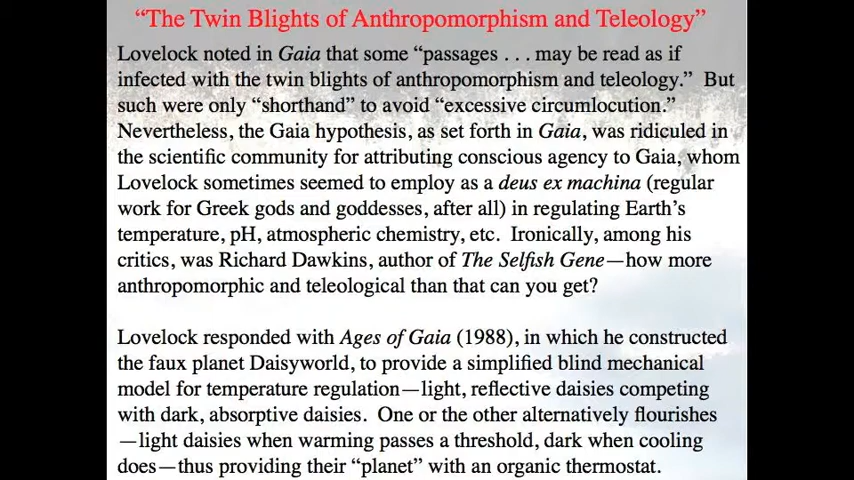 “The Twin Blights of Anthropomorphism and Teleology”
Lovelock noted in Gaia that some “passages . . . may be read as if
infected with the twin blights of anthropomorphism and teleology.” But
such were only “shorthand” to avoid “excessive circumlocution.”
Nevertheless, the Gaia hypothesis, as set forth in Gaia, was ridiculed in
the scientific community for attributing conscious agency to Gaia, whom
Lovelock sometimes seemed to employ as a deus ex machina (regular
work for Greek gods and goddesses, after all) in regulating Earth’s
temperature, pH, atmospheric chemistry, etc. Ironically, among his
critics, was Richard Dawkins, author of The Selfish Gene—how more
anthropomorphic and teleological than that can you get?
Lovelock responded with Ages of Gaia (1988), in which he constructed
the faux planet Daisyworld, to provide a simplified blind mechanical
model for temperature regulation—light, reflective daisies competing
with dark, absorptive daisies. One or the other alternatively flourishes
—light daisies when warming passes a threshold, dark when cooling
does—thus providing their “planet” with an organic thermostat.